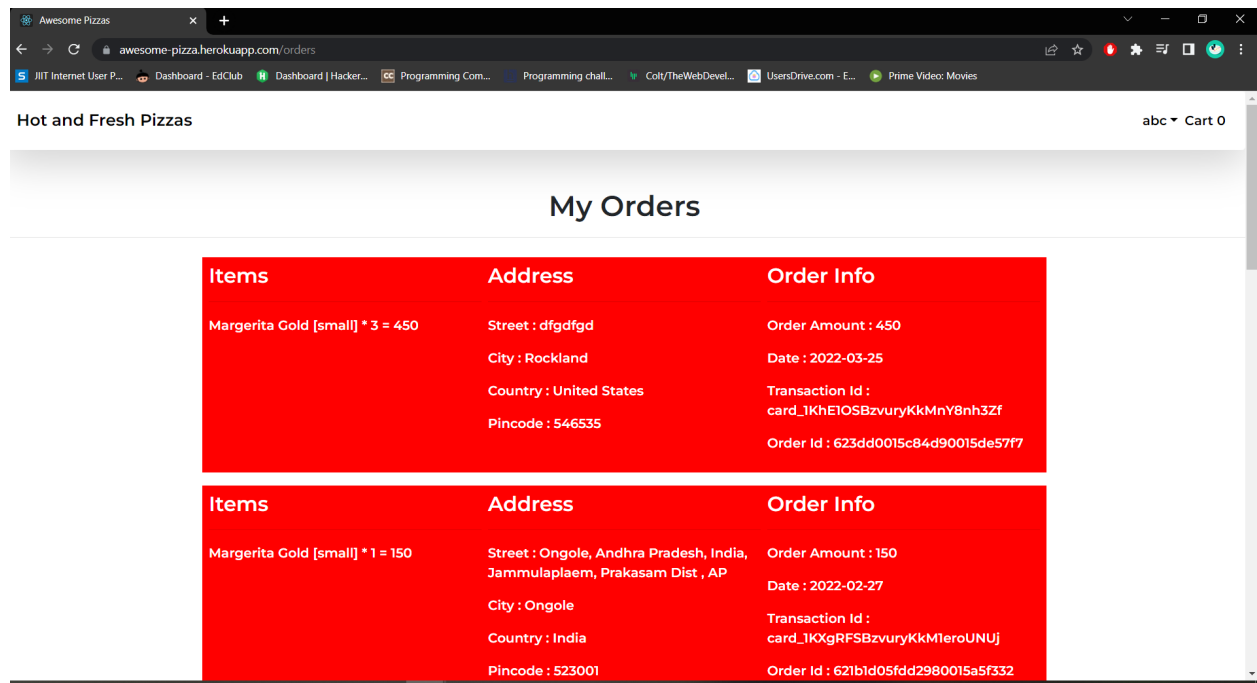 Awesome Pizzas
awesome-pizza.herokuapp.com/orders
JIIT Internet User P...
Dashboard - EdClub
Dashboard | Hacker...
CC
Programming Com...
Programming chall...
Colt/TheWebDevel...
UsersDrive.com - E...
Prime Video: Movies
Hot and Fresh Pizzas
abc
Cart 0
My Orders
Items
Address
Order Info
Margerita Gold [small] * 3 = 450
Street : dfgdfgd
Order Amount : 450
City : Rockland
Date : 2022-03-25
Country : United States
Transaction Id :
card_1KhE1OSBzvuryKkMnY8nh3Zf
Pincode : 546535
Order Id : 623dd0015c84d90015de57f7
Items
Address
Order Info
Margerita Gold [small] * 1 = 150
Street : Ongole, Andhra Pradesh, India,
Jammulaplaem, Prakasam Dist , AP
Order Amount : 150
Date : 2022-02-27
City : Ongole
Transaction Id :
card_1KXgRFSBzvuryKkM1eroUNUj
Country : India
Pincode : 523001
Order Id : 621b1d05fdd2980015a5f332